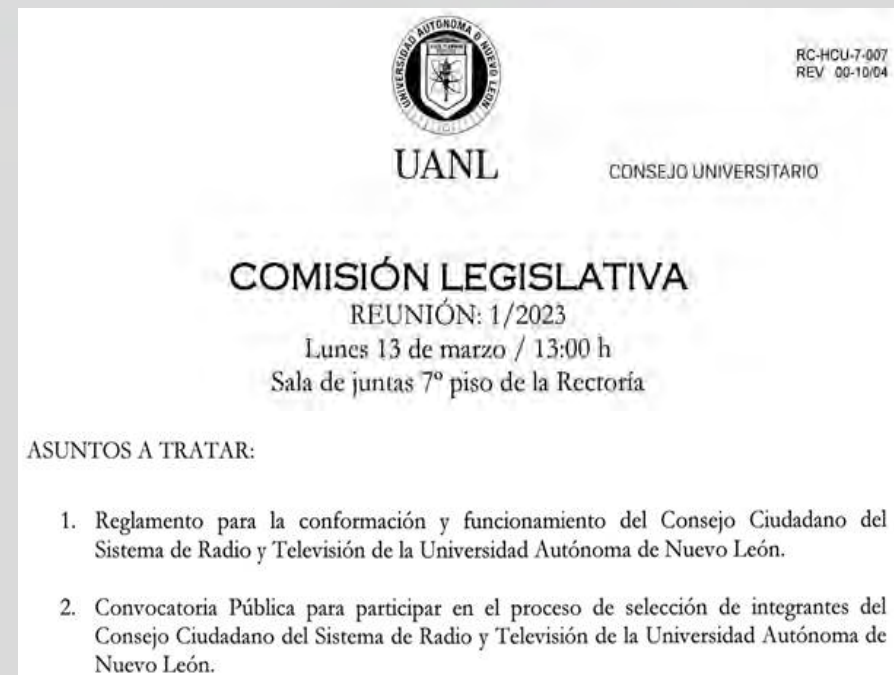 UNIVERSIDAD AUTONOMA D NUEVO LEON
RC-HCU-7-007
REV 00-10/04
UANL
CONSEJO UNIVERSITARIO
COMISIÓN LEGISLATIVA
REUNIÓN: 1/2023
Lunes 13 de marzo / 13:00 h
Sala de juntas 7º piso de la Rectoría
ASUNTOS A TRATAR:
1. Reglamento para la conformación y funcionamiento del Consejo Ciudadano del
Sistema de Radio y Televisión de la Universidad Autónoma de Nuevo León.
2. Convocatoria Pública para participar en el proceso de selección de integrantes del
Consejo Ciudadano del Sistema de Radio y Televisión de la Universidad Autónoma de
Nuevo León.